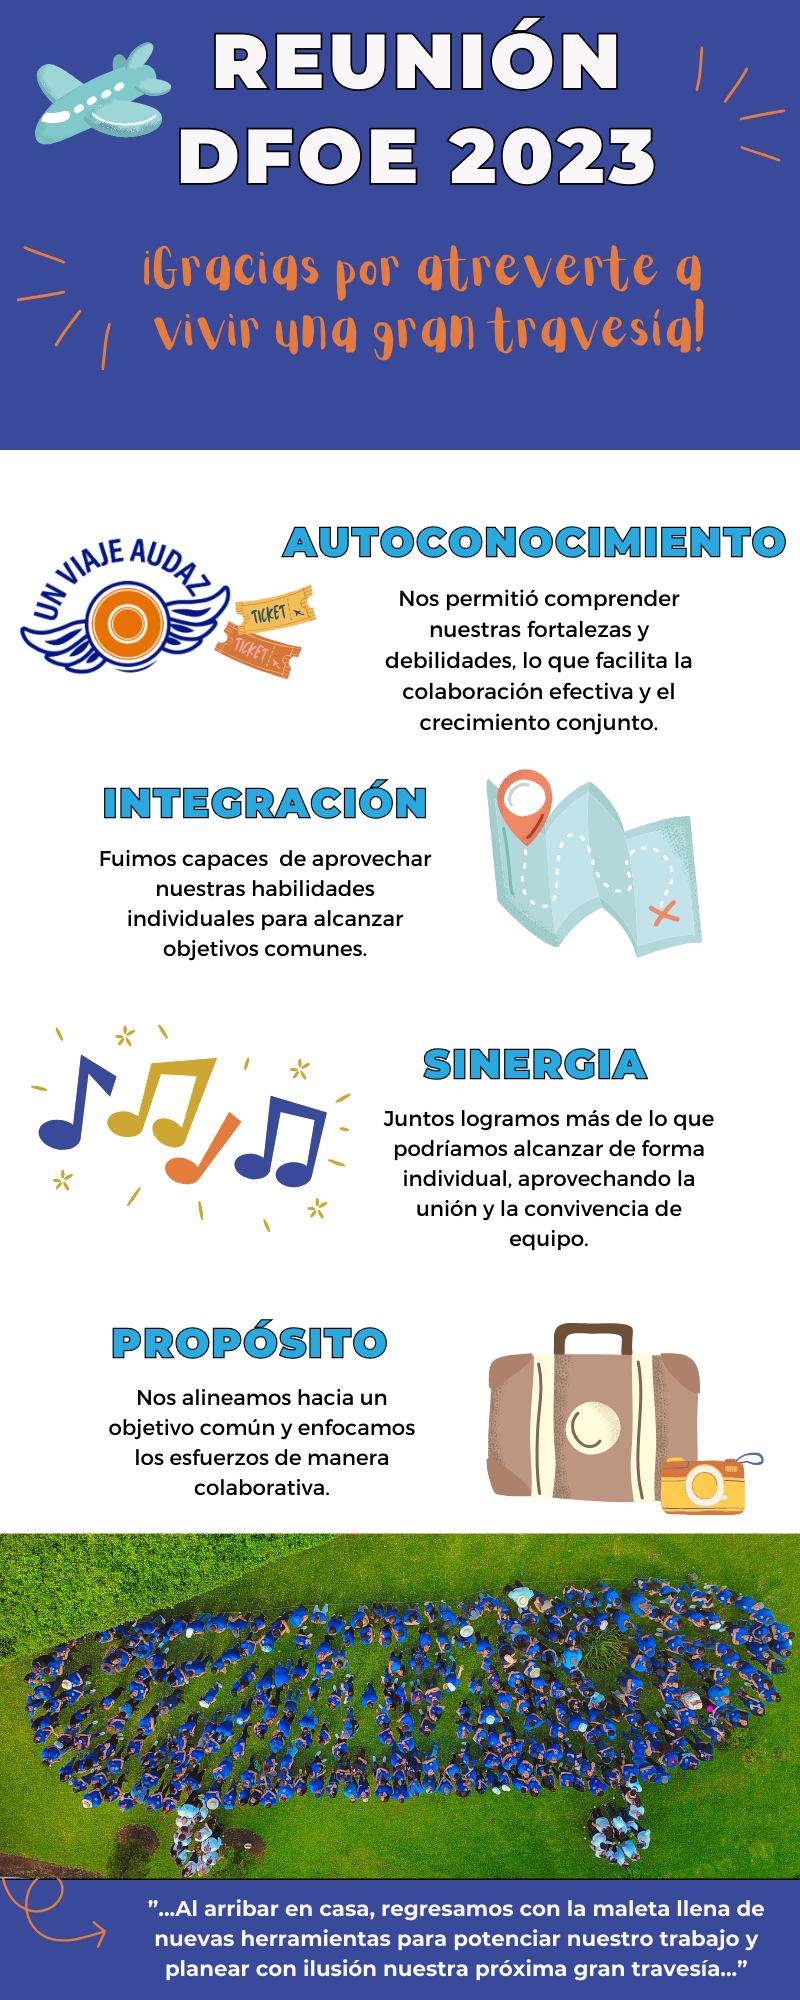 REUNIÓN
DFOE 2023
¡Gracias por atreverte a
vivir una gran travesía!
AUTOCONOCIMIENTO
UN VIAJE AUDAZ
TICKET
TICKET
Nos permitió comprender
nuestras fortalezas y
debilidades, lo que facilita la
colaboración efectiva y el
crecimiento conjunto.
INTEGRACIÓN
Fuimos capaces  de aprovechar
nuestras habilidades
individuales para alcanzar
objetivos comunes.
SINERGIA
Juntos logramos más de lo que
podríamos alcanzar de forma
individual, aprovechando la
unión y la convivencia de
equipo.
PROPÓSITO
Nos alineamos hacia un
objetivo común y enfocamos
los esfuerzos de manera
colaborativa.
"...Al arribar en casa, regresamos con la maleta llena de
nuevas herramientas para potenciar nuestro trabajo y
planear con ilusión nuestra próxima gran travesía..."